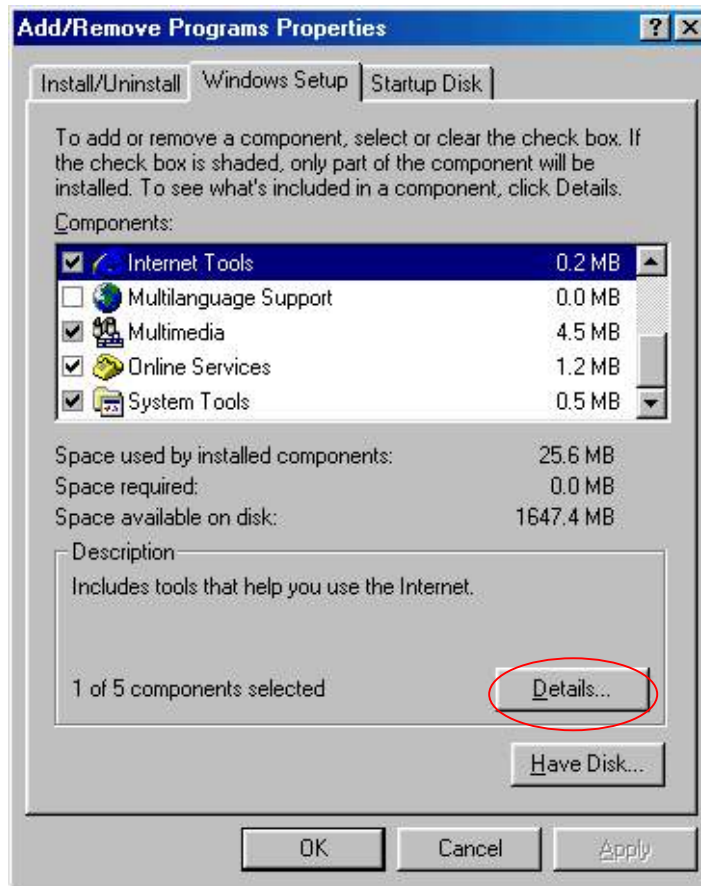 Add/Remove Programs Properties
Install/Uninstall Windows Setup Startup Disk
To add or remove a component, select or clear the check box. If
the check box is shaded, only part of the component will be
installed. To see what's included in a component, click Details.
Components:
Internet Tools 0.2 MB
Multilanguage Support 0.0 MB
Multimedia 4.5 MB
Online Services 1.2 MB
System Tools 0.5 MB
Space used by installed components: 25.6 MB
Space required: 0.0 MB
Space available on disk: 1647.4 MB
Description
Includes tools that help you use the Internet.
1 of 5 components selected Details...
Have Disk...
OK Cancel Apply